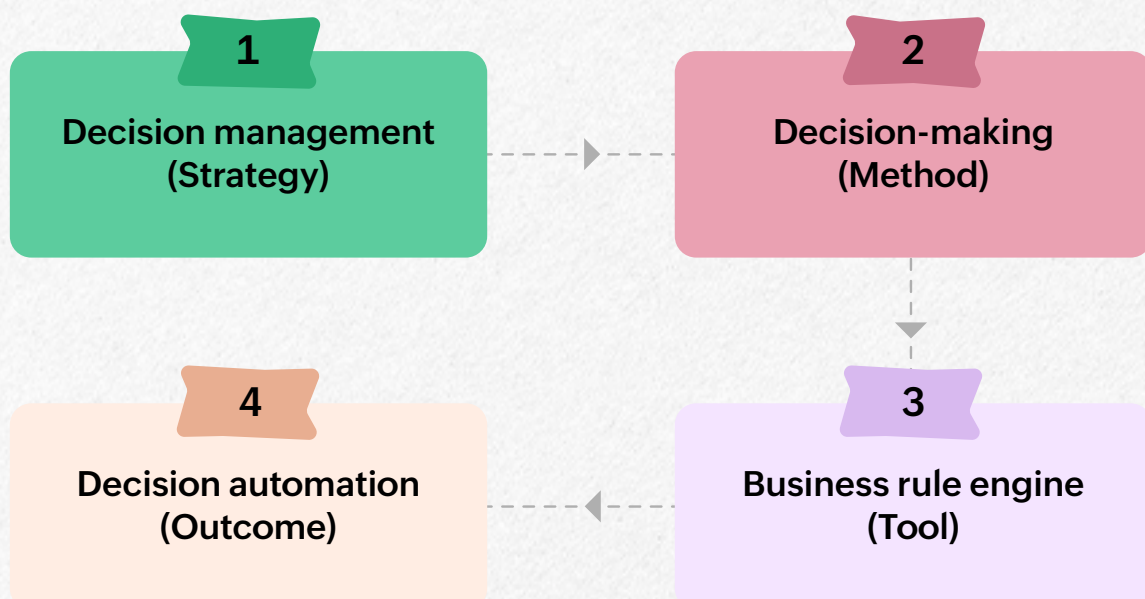 1
Decision management
(Strategy)
2
Decision-making
(Method)
3
Business rule engine
(Tool)
4
Decision automation
(Outcome)